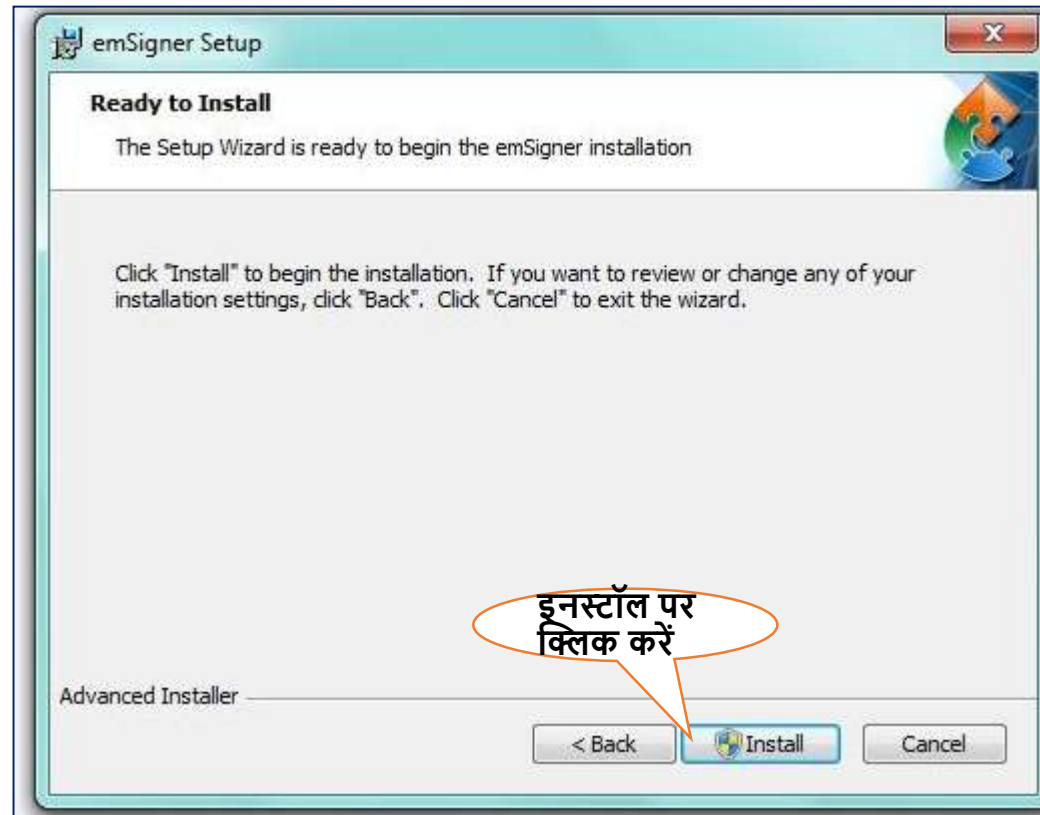 emSigner Setup
Ready to Install
The Setup Wizard is ready to begin the emSigner installation
Click "Install" to begin the installation. If you want to review or change any of your
installation settings, click "Back". Click "Cancel" to exit the wizard.
इनस्टॉल पर
क्लिक करें
Advanced Installer
< Back Install Cancel